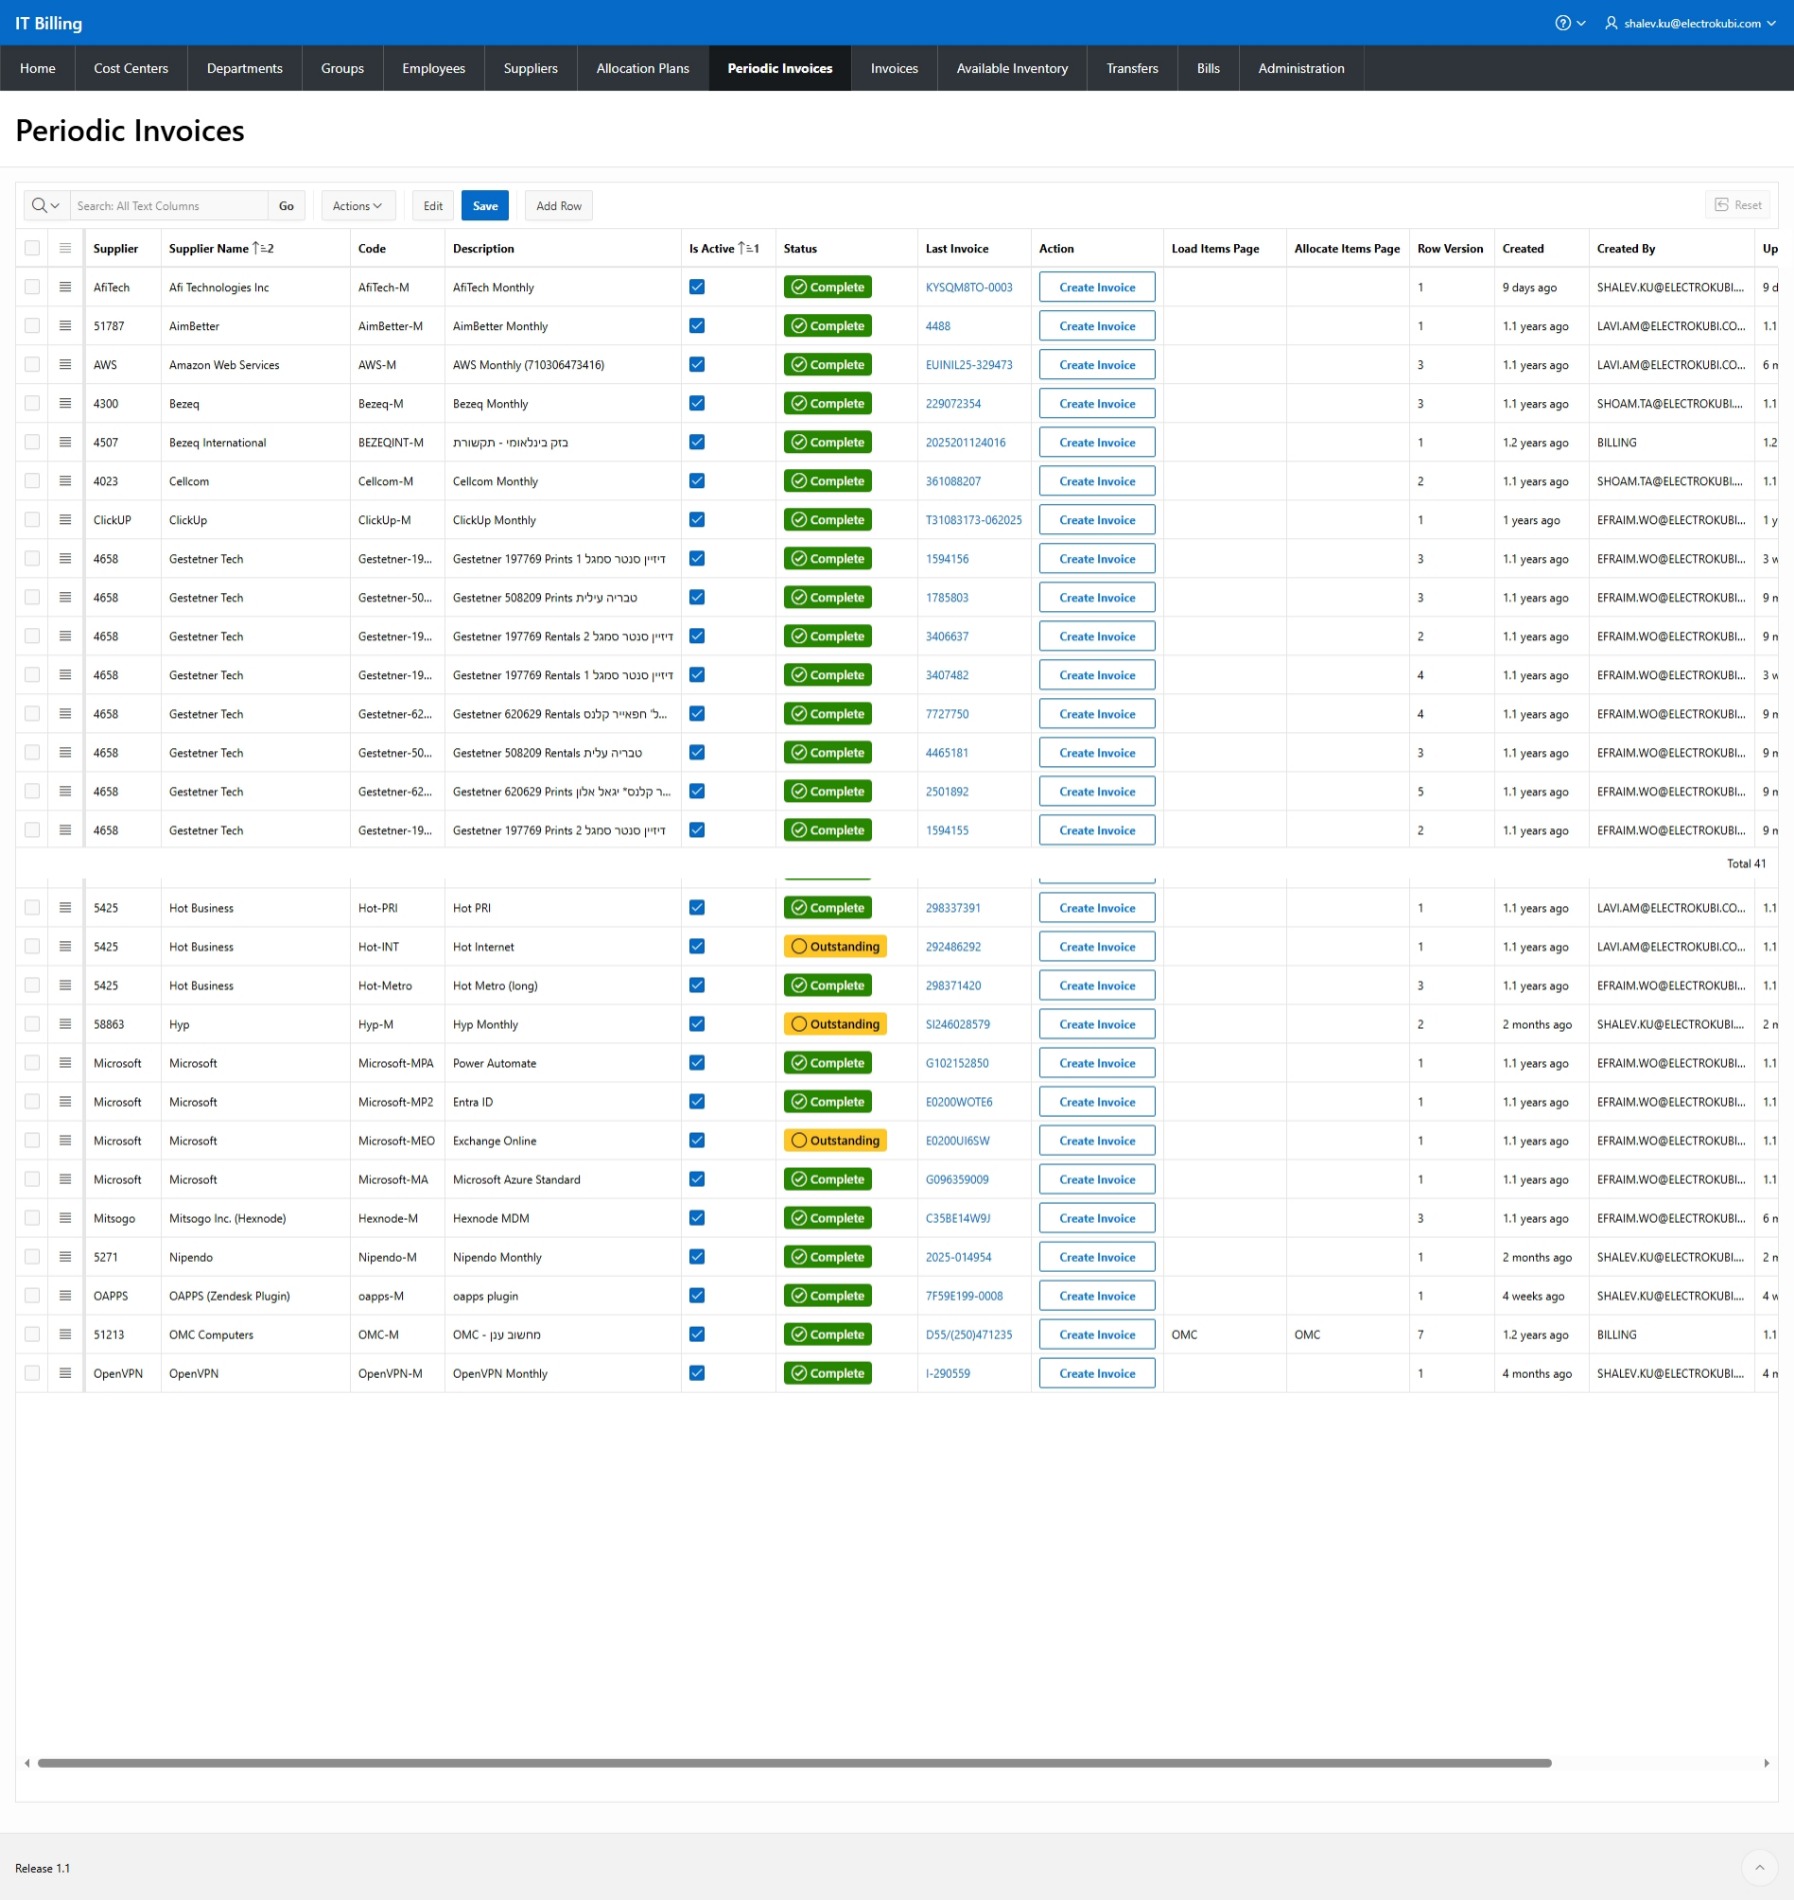 IT Billing
shalev.ku@electrokubi.com
Home Cost Centers Departments Groups Employees Suppliers Allocation Plans Periodic Invoices Invoices Available Inventory Transfers Bills Administration
Periodic Invoices
Search: All Text Columns Go Actions Edit Save Add Row Reset
Supplier Supplier Name 2 Code Description Is Active 1 Status Last Invoice Action Load Items Page Allocate Items Page Row Version Created Created By Up
AfiTech Afi Technologies Inc AfiTech-M AfiTech Monthly Complete KYSQM8TO-0003 Create Invoice 1 9 days ago SHALEV.KU@ELECTROKUBI.... 9 d
51787 AimBetter AimBetter-M AimBetter Monthly Complete 4488 Create Invoice 1 1.1 years ago LAVI.AM@ELECTROKUBI.CO... 1.1
AWS Amazon Web Services AWS-M AWS Monthly (710306473416) Complete EUINIL25-329473 Create Invoice 3 1.1 years ago LAVI.AM@ELECTROKUBI.CO... 6 m
4300 Bezeq Bezeq-M Bezeq Monthly Complete 229072354 Create Invoice 3 1.1 years ago SHOAM.TA@ELECTROKUBI.... 1.1
4507 Bezeq International BEZEQINT-M בזק בינלאומי - תקשורת Complete 2025201124016 Create Invoice 1 1.2 years ago BILLING 1.2
4023 Cellcom Cellcom-M Cellcom Monthly Complete 361088207 Create Invoice 2 1.1 years ago SHOAM.TA@ELECTROKUBI.... 1.1
ClickUP ClickUp ClickUp-M ClickUp Monthly Complete T31083173-062025 Create Invoice 1 1 years ago EFRAIM.WO@ELECTROKUBI... 1 y
4658 Gestetner Tech Gestetner-19... Gestetner 197769 Prints 1 דיזיין סנטר סמגל Complete 1594156 Create Invoice 3 1.1 years ago EFRAIM.WO@ELECTROKUBI... 3 w
4658 Gestetner Tech Gestetner-50... Gestetner 508209 Prints טבריה עילית Complete 1785803 Create Invoice 3 1.1 years ago EFRAIM.WO@ELECTROKUBI... 9 m
4658 Gestetner Tech Gestetner-19... Gestetner 197769 Rentals 2 דיזיין סנטר סמגל Complete 3406637 Create Invoice 2 1.1 years ago EFRAIM.WO@ELECTROKUBI... 9 m
4658 Gestetner Tech Gestetner-19... Gestetner 197769 Rentals 1 דיזיין סנטר סמגל Complete 3407482 Create Invoice 4 1.1 years ago EFRAIM.WO@ELECTROKUBI... 3 w
4658 Gestetner Tech Gestetner-62... Gestetner 620629 Rentals ל' חפאייר קלנס... Complete 7727750 Create Invoice 4 1.1 years ago EFRAIM.WO@ELECTROKUBI... 9 m
4658 Gestetner Tech Gestetner-50... Gestetner 508209 Rentals טבריה עלית Complete 4465181 Create Invoice 3 1.1 years ago EFRAIM.WO@ELECTROKUBI... 9 m
4658 Gestetner Tech Gestetner-62... Gestetner 620629 Prints ר קלנס" יגאל אלון... Complete 2501892 Create Invoice 5 1.1 years ago EFRAIM.WO@ELECTROKUBI... 9 m
4658 Gestetner Tech Gestetner-19... Gestetner 197769 Prints 2 דיזיין סנטר סמגל Complete 1594155 Create Invoice 2 1.1 years ago EFRAIM.WO@ELECTROKUBI... 9 m
Total 41
5425 Hot Business Hot-PRI Hot PRI Complete 298337391 Create Invoice 1 1.1 years ago LAVI.AM@ELECTROKUBI.CO... 1.1
5425 Hot Business Hot-INT Hot Internet Outstanding 292486292 Create Invoice 1 1.1 years ago LAVI.AM@ELECTROKUBI.CO... 1.1
5425 Hot Business Hot-Metro Hot Metro (long) Complete 298371420 Create Invoice 3 1.1 years ago EFRAIM.WO@ELECTROKUBI... 1.1
58863 Hyp Hyp-M Hyp Monthly Outstanding SI246028579 Create Invoice 2 2 months ago SHALEV.KU@ELECTROKUBI.... 2 m
Microsoft Microsoft Microsoft-MPA Power Automate Complete G102152850 Create Invoice 1 1.1 years ago EFRAIM.WO@ELECTROKUBI... 1.1
Microsoft Microsoft Microsoft-MP2 Entra ID Complete E0200WOTE6 Create Invoice 1 1.1 years ago EFRAIM.WO@ELECTROKUBI... 1.1
Microsoft Microsoft Microsoft-MEO Exchange Online Outstanding E0200UI6SW Create Invoice 1 1.1 years ago EFRAIM.WO@ELECTROKUBI... 1.1
Microsoft Microsoft Microsoft-MA Microsoft Azure Standard Complete G096359009 Create Invoice 1 1.1 years ago EFRAIM.WO@ELECTROKUBI... 1.1
Mitsogo Mitsogo Inc. (Hexnode) Hexnode-M Hexnode MDM Complete C35BE14W9J Create Invoice 3 1.1 years ago EFRAIM.WO@ELECTROKUBI... 6 m
5271 Nipendo Nipendo-M Nipendo Monthly Complete 2025-014954 Create Invoice 1 2 months ago SHALEV.KU@ELECTROKUBI.... 2 m
OAPPS OAPPS (Zendesk Plugin) oapps-M oapps plugin Complete 7F59E199-0008 Create Invoice 1 4 weeks ago SHALEV.KU@ELECTROKUBI.... 4 w
51213 OMC Computers OMC-M OMC - מחשוב ענן Complete D55/(250)471235 Create Invoice OMC OMC 7 1.2 years ago BILLING 1.1
OpenVPN OpenVPN OpenVPN-M OpenVPN Monthly Complete I-290559 Create Invoice 1 4 months ago SHALEV.KU@ELECTROKUBI.... 4 m
Release 1.1